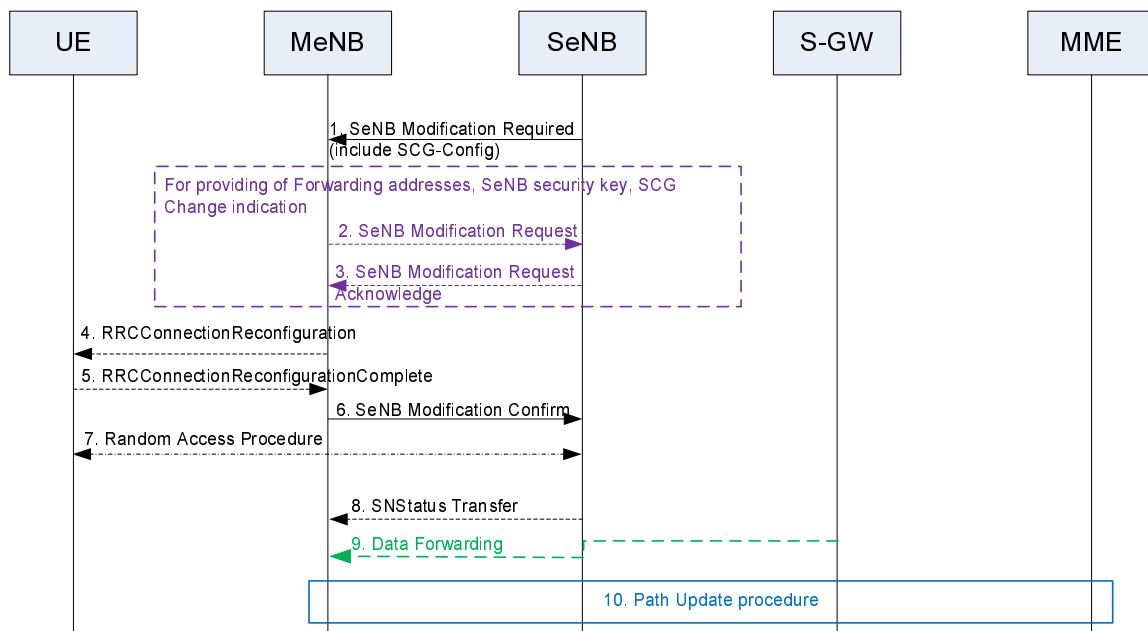 UE
MeNB
SeNB
S-GW
MME
1. SeNB Modification Required
(include SCG-Config)
For providing of Forwarding addresses, SeNB security key, SCG
Change indication
2. SeNB Modification Request
3. SeNB Modification Request
Acknowledge
4. RRCConnectionReconfiguration
5. RRCConnectionReconfigurationComplete
6. SeNB Modification Confirm
7. Random Access Procedure
8. SNStatus Transfer
9. Data Forwarding
10. Path Update procedure